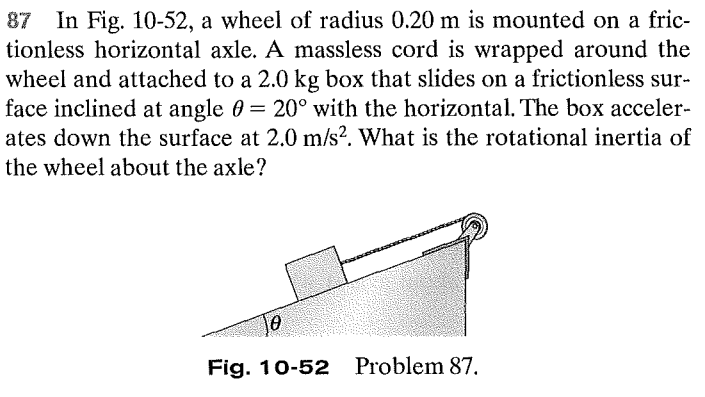 87 In Fig. 10-52, a wheel of radius 0.20 m is mounted on a fric-
tionless horizontal axle. A massless cord is wrapped around the
wheel and attached to a 2.0 kg box that slides on a frictionless sur-
face inclined at angle θ = 20° with the horizontal. The box acceler-
ates down the surface at 2.0 m/s². What is the rotational inertia of
the wheel about the axle?
θ
Fig. 10-52 Problem 87.